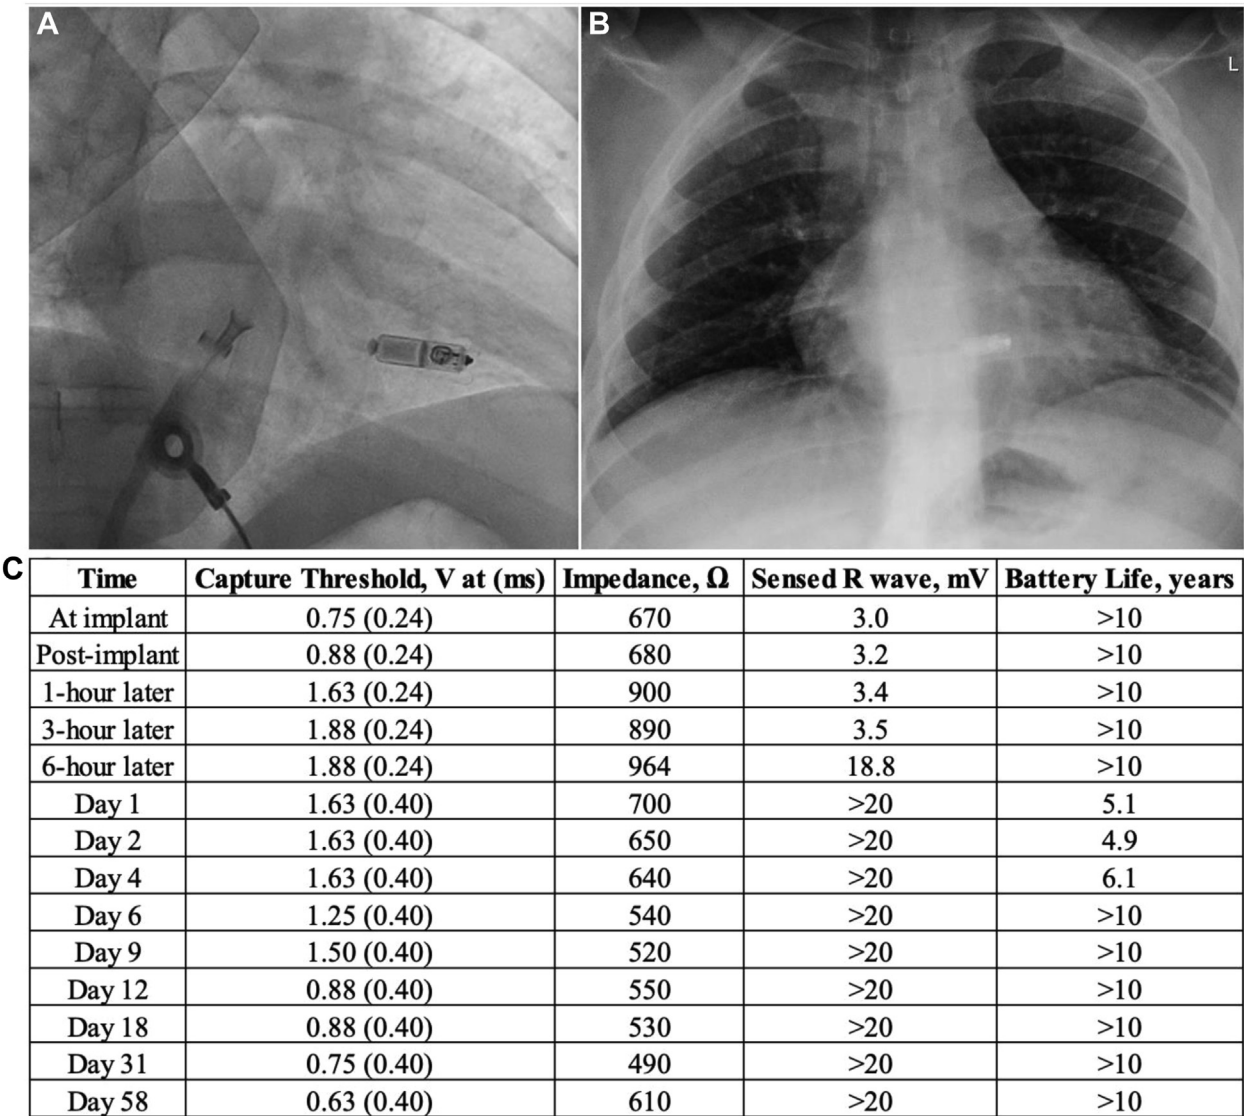 A
B
L
C
Time Capture Threshold, V at (ms) Impedance, Ω Sensed R wave, mV Battery Life, years
At implant 0.75 (0.24) 670 3.0 >10
Post-implant 0.88 (0.24) 680 3.2 >10
1-hour later 1.63 (0.24) 900 3.4 >10
3-hour later 1.88 (0.24) 890 3.5 >10
6-hour later 1.88 (0.24) 964 18.8 >10
Day 1 1.63 (0.40) 700 >20 5.1
Day 2 1.63 (0.40) 650 >20 4.9
Day 4 1.63 (0.40) 640 >20 6.1
Day 6 1.25 (0.40) 540 >20 >10
Day 9 1.50 (0.40) 520 >20 >10
Day 12 0.88 (0.40) 550 >20 >10
Day 18 0.88 (0.40) 530 >20 >10
Day 31 0.75 (0.40) 490 >20 >10
Day 58 0.63 (0.40) 610 >20 >10